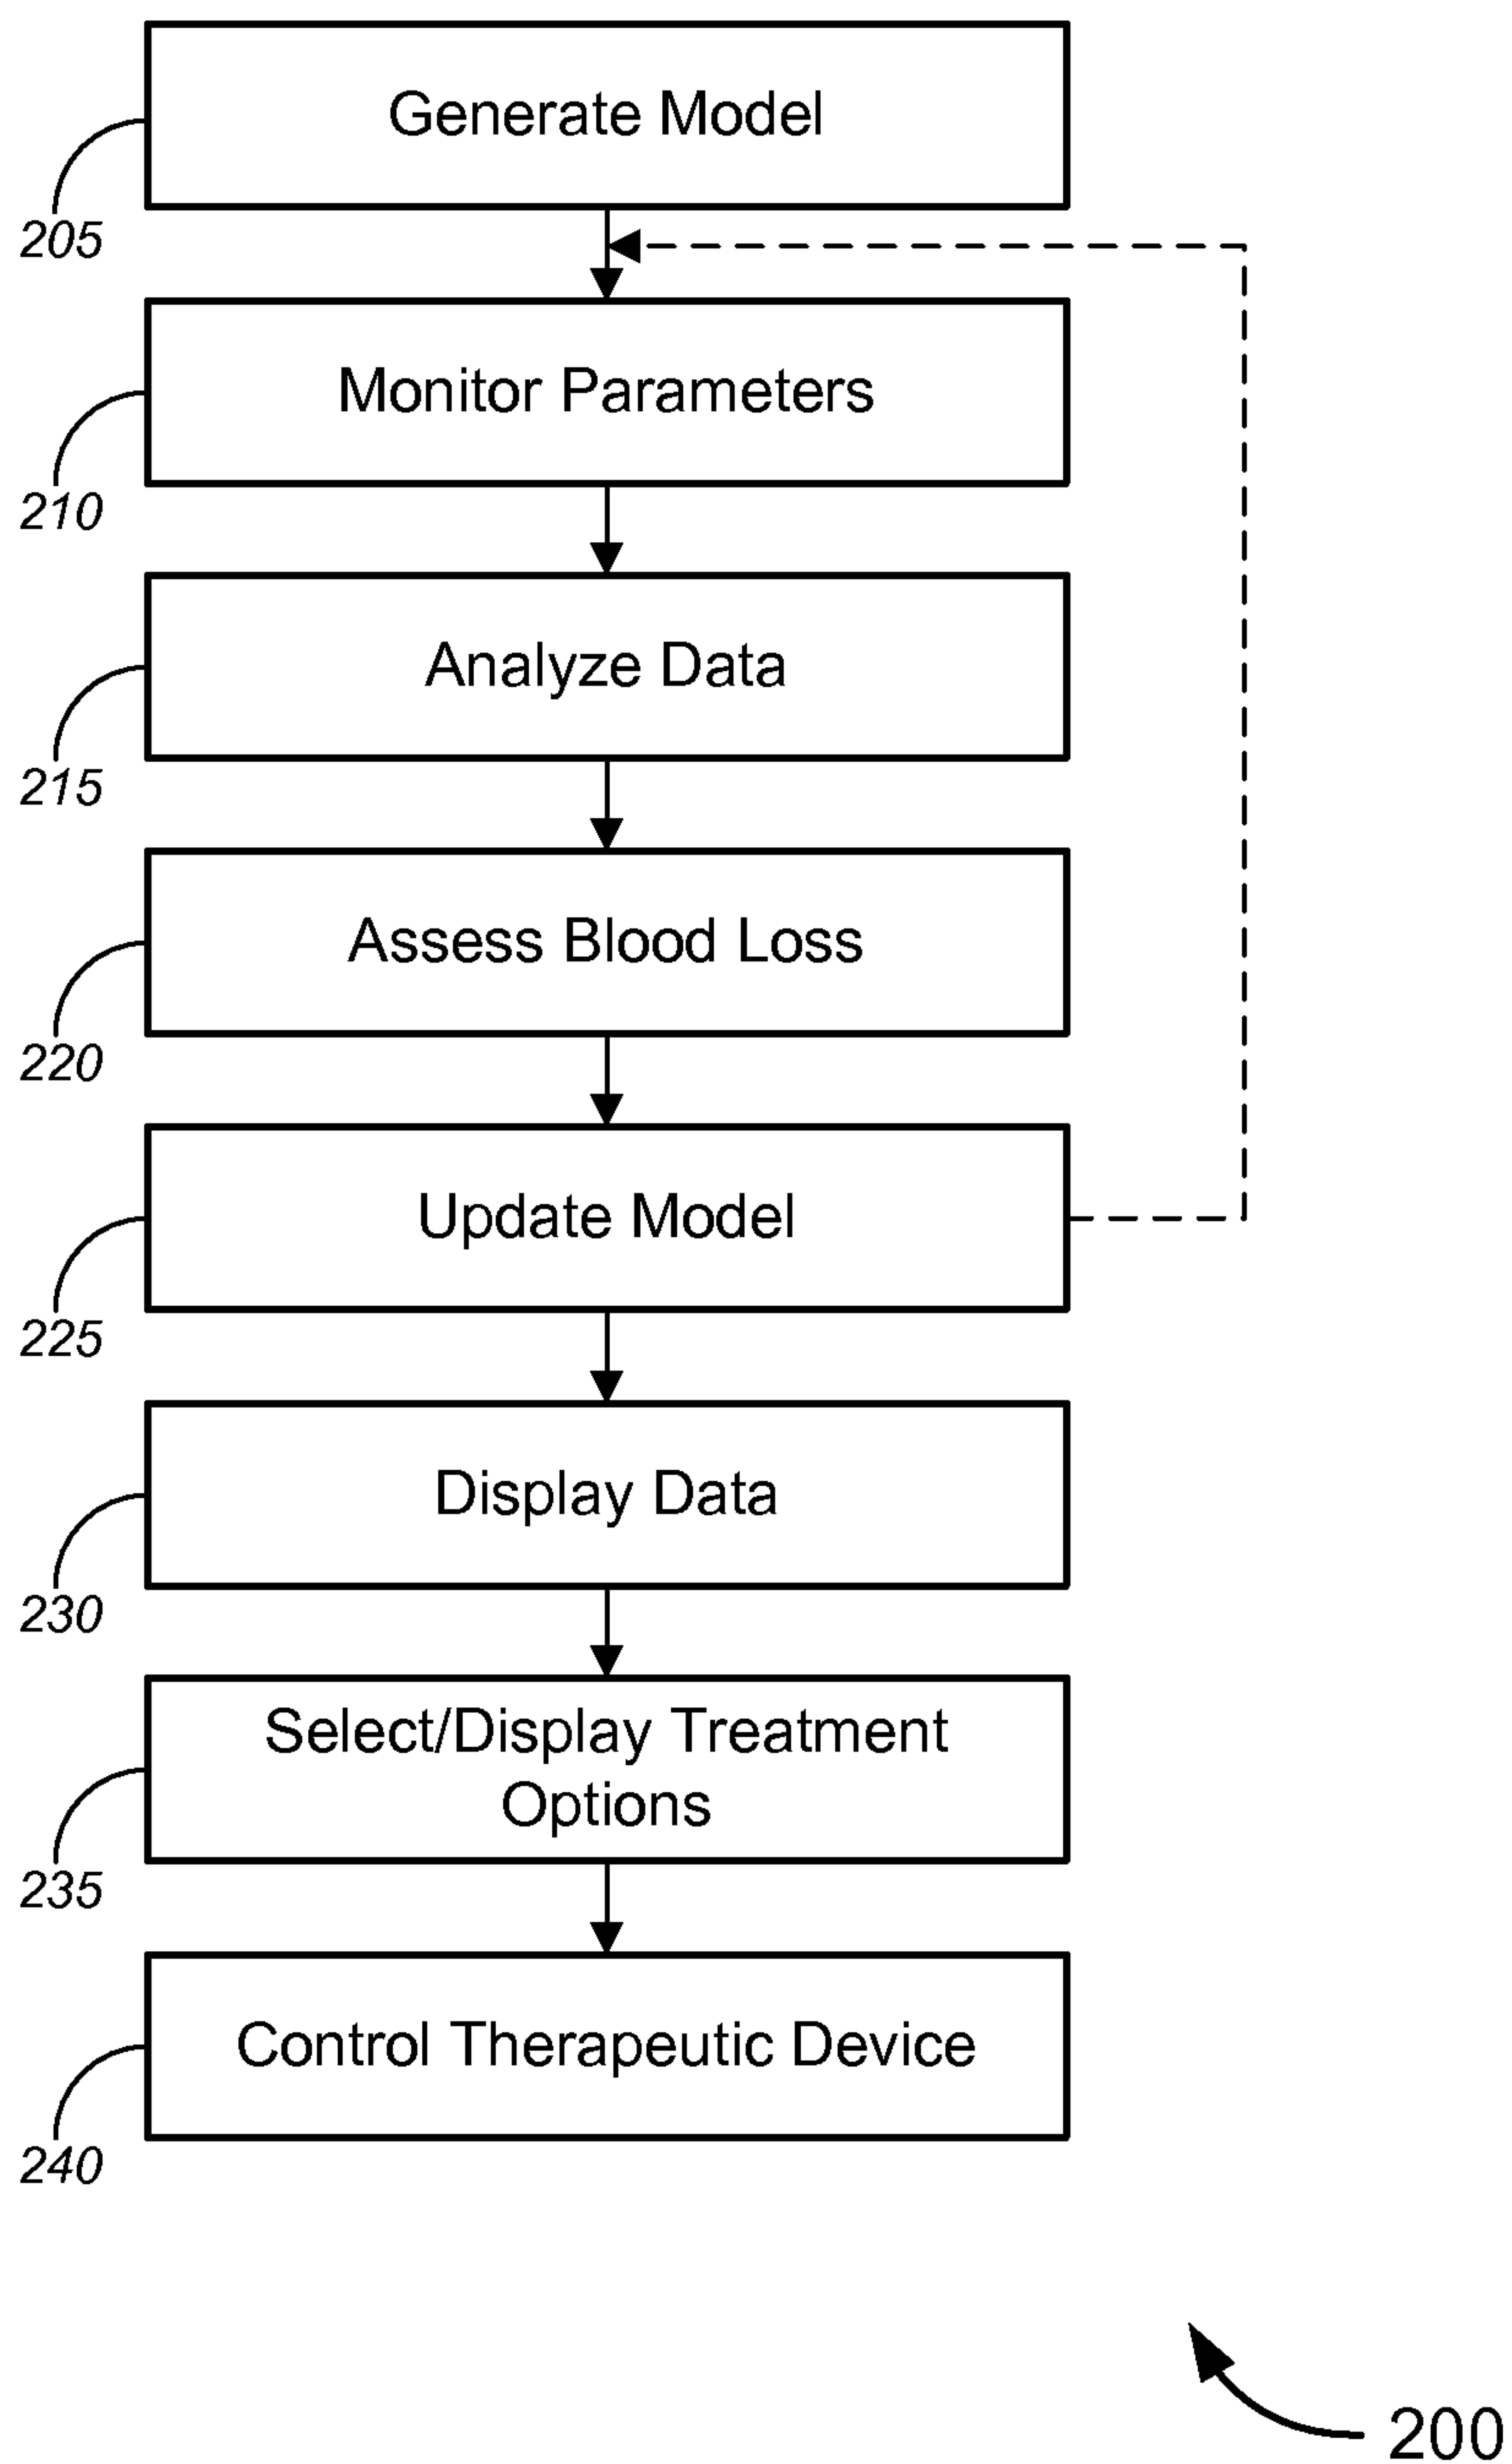 Generate Model
205
Monitor Parameters
210
Analyze Data
215
Assess Blood Loss
220
Update Model
225
Display Data
230
Select/Display Treatment
Options
235
Control Therapeutic Device
240
200